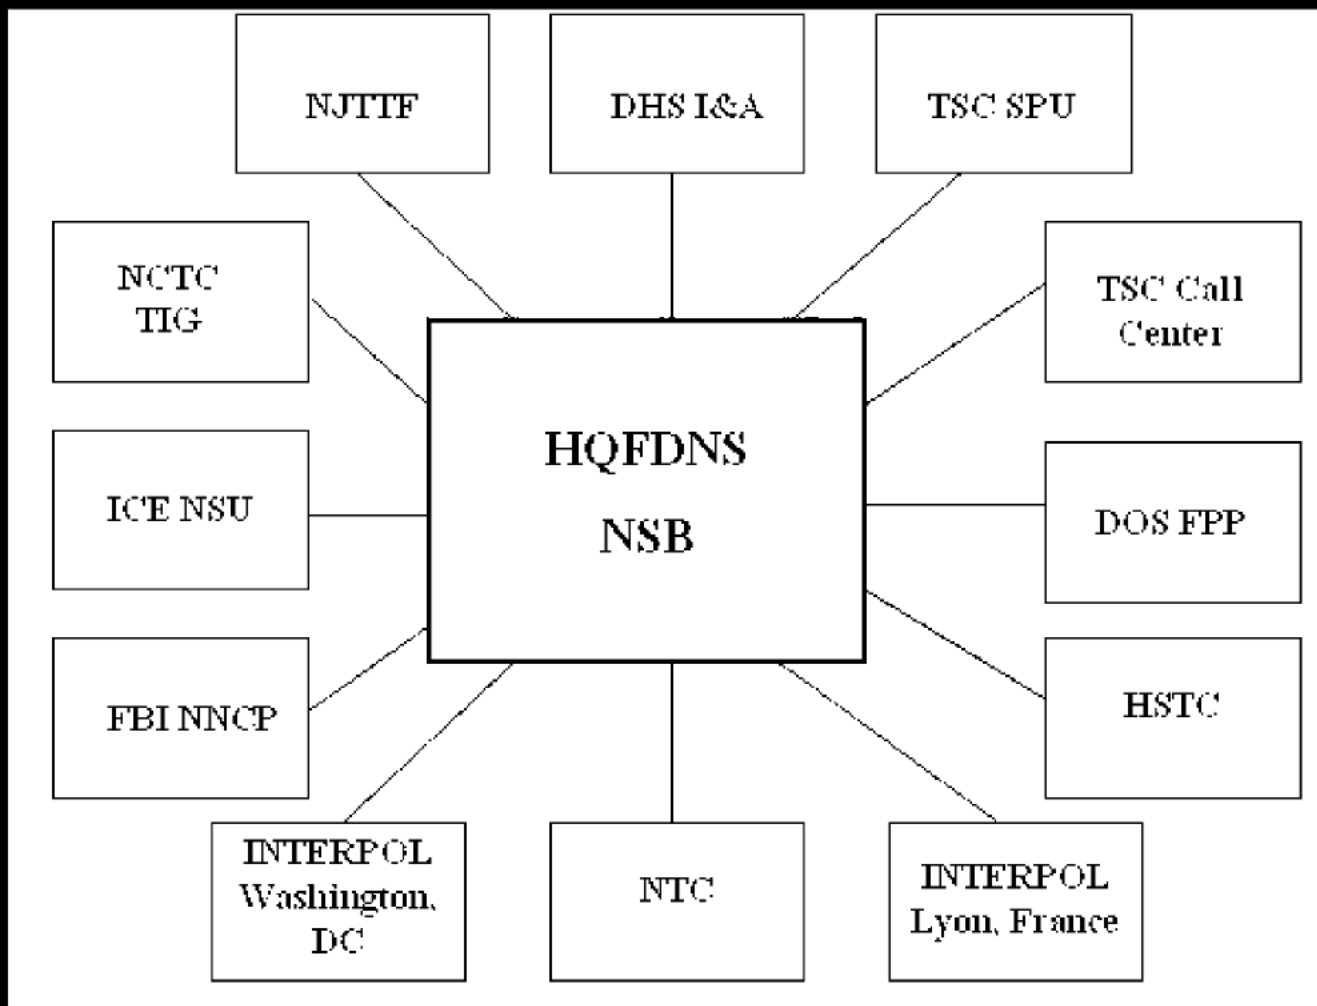 NJTTF
DHS I&A
TSC SPU
NCTC
TIG
TSC Call
Center
HQFDNS
NSB
ICE NSU
DOS FPP
FBI NNCP
HSTC
INTERPOL
Washington,
DC
NTC
INTERPOL
Lyon, France